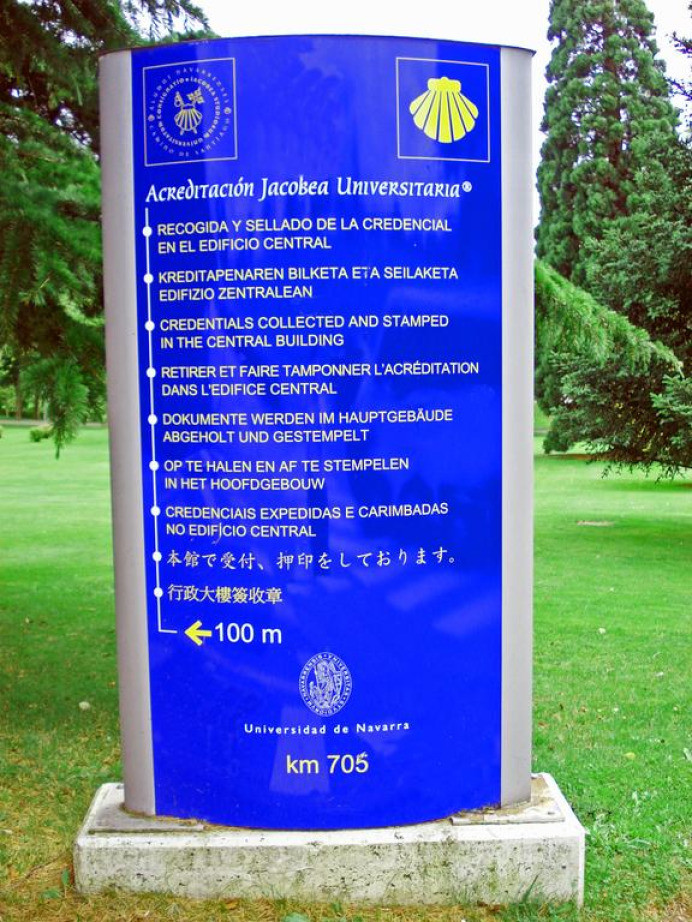 Acreditación Jacobea Universitaria®
RECOGIDA Y SELLADO DE LA CREDENCIAL
EN EL EDIFICIO CENTRAL
KREDITAPENAREN BILKETA ETA SEILAKETA
EDIFIZIO ZENTRALEAN
CREDENTIALS COLLECTED AND STAMPED
IN THE CENTRAL BUILDING
RETIRER ET FAIRE TAMPONNER L'ACRÉDITATION
DANS L'EDIFICE CENTRAL
DOKUMENTE WERDEN IM HAUPTGEBÄUDE
ABGEHOLT UND GESTEMPELT
OP TE HALEN EN AF TE STEMPELEN
IN HET HOOFDGEBOUW
CREDENCIAIS EXPEDIDAS E CARIMBADAS
NO EDIFÍCIO CENTRAL
本館で受付、押印をしております。
行政大樓簽收章
100 m
Universidad de Navarra
km 705